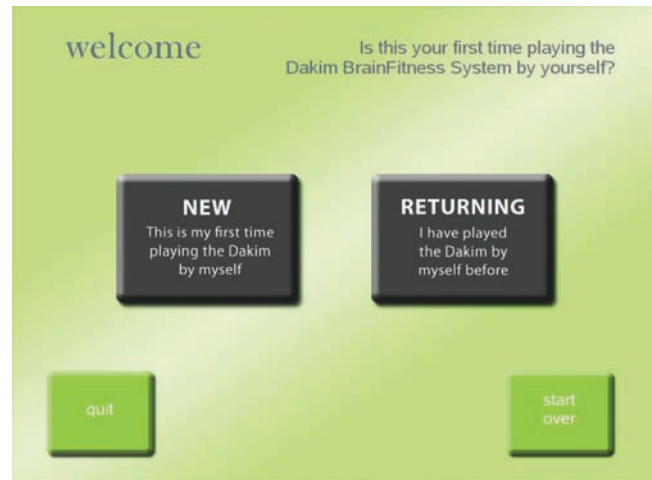 welcome
Is this your first time playing the
Dakim BrainFitness System by yourself?
NEW
This is my first time
playing the Dakim
by myself
RETURNING
I have played
the Dakim by
myself before
quit
start
over